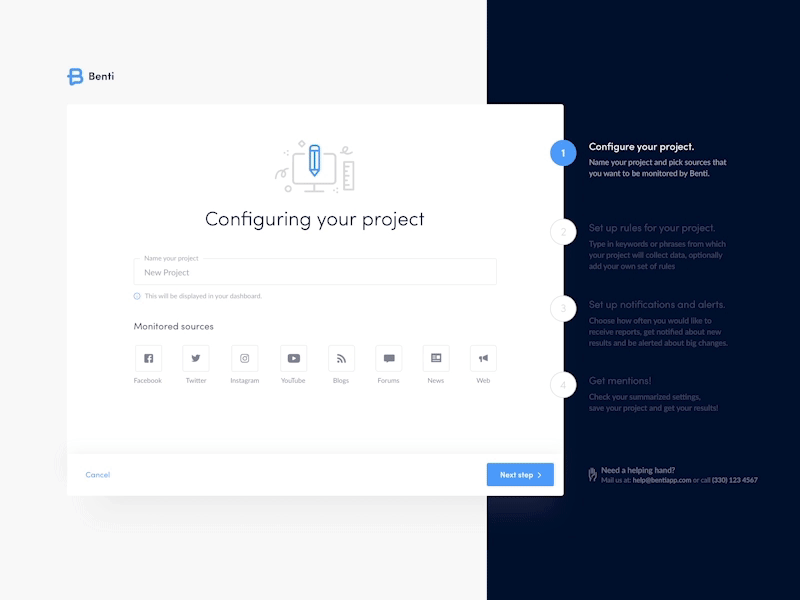 Benti
Configuring your project
Name your project
New Project
This will be displayed in your dashboard.
Monitored sources
Facebook
Twitter
Instagram
YouTube
Blogs
Forums
News
Web
Cancel
Next step
1
Configure your project.
Name your project and pick sources that
you want to be monitored by Benti.
2
Set up rules for your project.
Type in keywords or phrases from which
your project will collect data, optionally
add your own set of rules
3
Set up notifications and alerts.
Choose how often you would like to
receive reports, get notified about new
results and be alerted about big changes.
4
Get mentions!
Check your summarized settings,
save your project and get your results!
Need a helping hand?
Mail us at: help@bentiapp.com or call (330) 123 4567